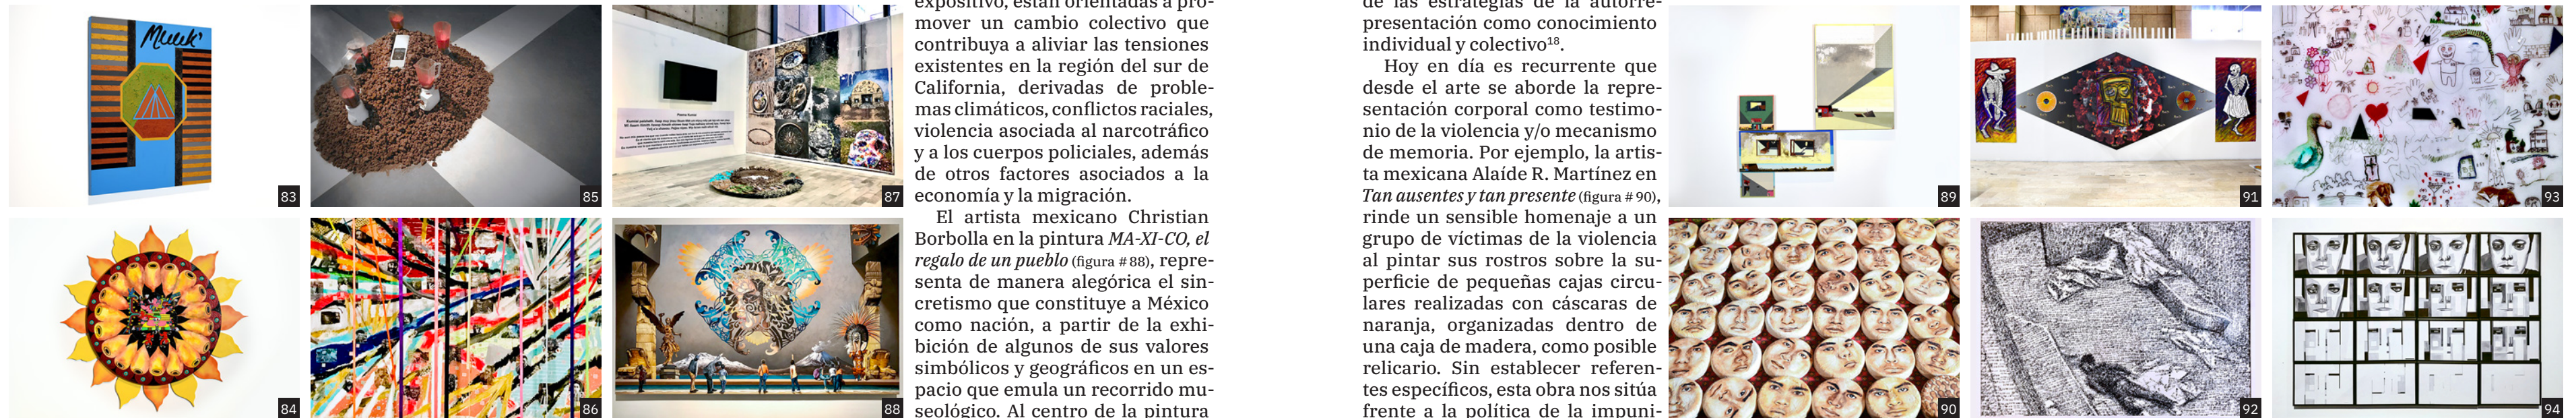 Muuk'
83
85
87
84
86
88
expositivo, están orientadas a pro-
mover un cambio colectivo que
contribuya a aliviar las tensiones
existentes en la región del sur de
California, derivadas de proble-
mas climáticos, conflictos raciales,
violencia asociada al narcotráfico
y a los cuerpos policiales, además
de otros factores asociados a la
economía y la migración.
El artista mexicano Christian
Borbolla en la pintura MA-XI-CO, el
regalo de un pueblo (figura # 88), repre-
senta de manera alegórica el sin-
cretismo que constituye a México
como nación, a partir de la exhi-
bición de algunos de sus valores
simbólicos y geográficos en un es-
pacio que emula un recorrido mu-
seológico. Al centro de la pintura
de las estrategias de la autorre-
presentación como conocimiento
individual y colectivo18.
Hoy en día es recurrente que
desde el arte se aborde la repre-
sentación corporal como testimo-
nio de la violencia y/o mecanismo
de memoria. Por ejemplo, la artis-
ta mexicana Alaíde R. Martínez en
Tan ausentes y tan presente (figura # 90),
rinde un sensible homenaje a un
grupo de víctimas de la violencia
al pintar sus rostros sobre la su-
perficie de pequeñas cajas circu-
lares realizadas con cáscaras de
naranja, organizadas dentro de
una caja de madera, como posible
relicario. Sin establecer referen-
tes específicos, esta obra nos sitúa
frente a la política de la impuni-
89
91
93
90
92
94